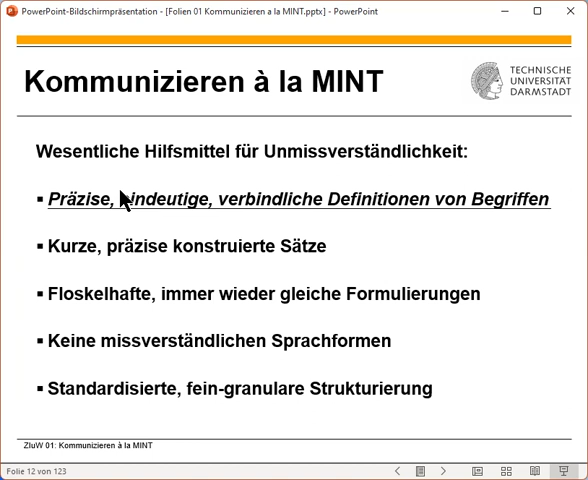 PowerPoint-Bildschirmpräsentation - [Folien 01 Kommunizieren a la MINT.pptx] - PowerPoint
Kommunizieren à la MINT
TECHNISCHE
UNIVERSITÄT
DARMSTADT
Wesentliche Hilfsmittel für Unmissverständlichkeit:
▪ Präzise, eindeutige, verbindliche Definitionen von Begriffen
▪ Kurze, präzise konstruierte Sätze
▪ Floskelhafte, immer wieder gleiche Formulierungen
▪ Keine missverständlichen Sprachformen
▪ Standardisierte, fein-granulare Strukturierung
ZIuW 01: Kommunizieren à la MINT
Folie 12 von 123